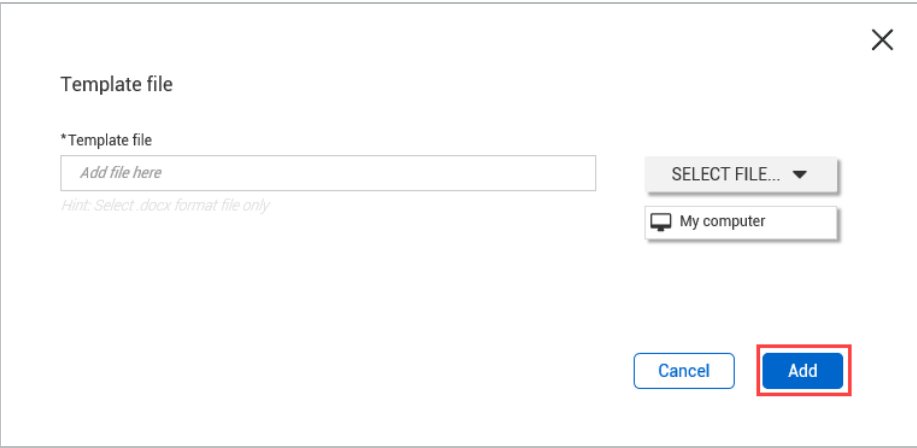 Template file
*Template file
Add file here
SELECT FILE...
Hint: Select .docx format file only
My computer
Cancel
Add